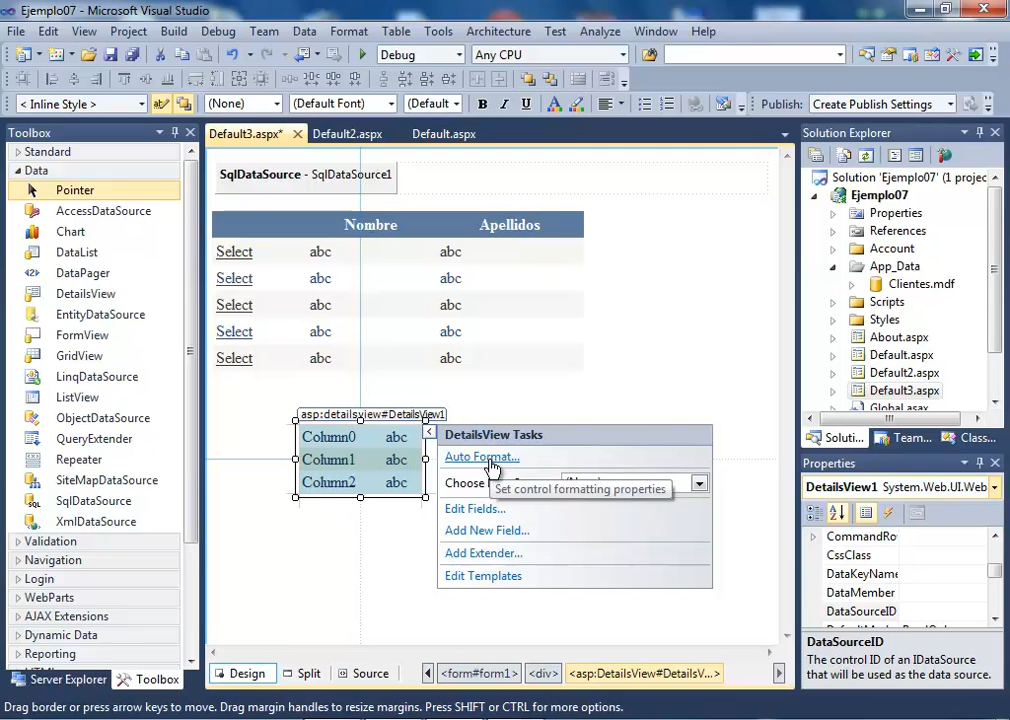 Ejemplo07 - Microsoft Visual Studio
File Edit View Project Build Debug Team Data Format Table Tools Architecture Test Analyze Window Help
Debug Any CPU
< Inline Style > (None) (Default Font) (Default B I U A Publish: Create Publish Settings
Toolbox
Standard
Data
Pointer
AccessDataSource
Chart
DataList
DataPager
DetailsView
EntityDataSource
FormView
GridView
LinqDataSource
ListView
ObjectDataSource
QueryExtender
Repeater
SiteMapDataSource
SqlDataSource
XmlDataSource
Validation
Navigation
Login
WebParts
AJAX Extensions
Dynamic Data
Reporting
Server Explorer Toolbox
Default3.aspx* Default2.aspx Default.aspx
SqlDataSource - SqlDataSource1
Nombre Apellidos
Select abc abc
Select abc abc
Select abc abc
Select abc abc
Select abc abc
asp:detailsview#DetailsView1
Column0 abc
Column1 abc
Column2 abc
DetailsView Tasks
Auto Format...
Choose
Set control formatting properties
Edit Fields...
Add New Field...
Add Extender...
Edit Templates
Design Split Source <form#form1> <div> <asp:DetailsView#DetailsV...>
Solution Explorer
Solution 'Ejemplo07' (1 projec
Ejemplo07
Properties
References
Account
App_Data
Clientes.mdf
Scripts
Styles
About.aspx
Default.aspx
Default2.aspx
Default3.aspx
Global.asax
Soluti... Team... Class...
Properties
DetailsView1 System.Web.UI.Web
CommandRo
CssClass
DataKeyName
DataMember
DataSourceID
DataSourceID
The control ID of an IDataSource
that will be used as the data source.
Drag border or press arrow keys to move. Drag margin handles to resize margins. Press SHIFT or CTRL for more options.